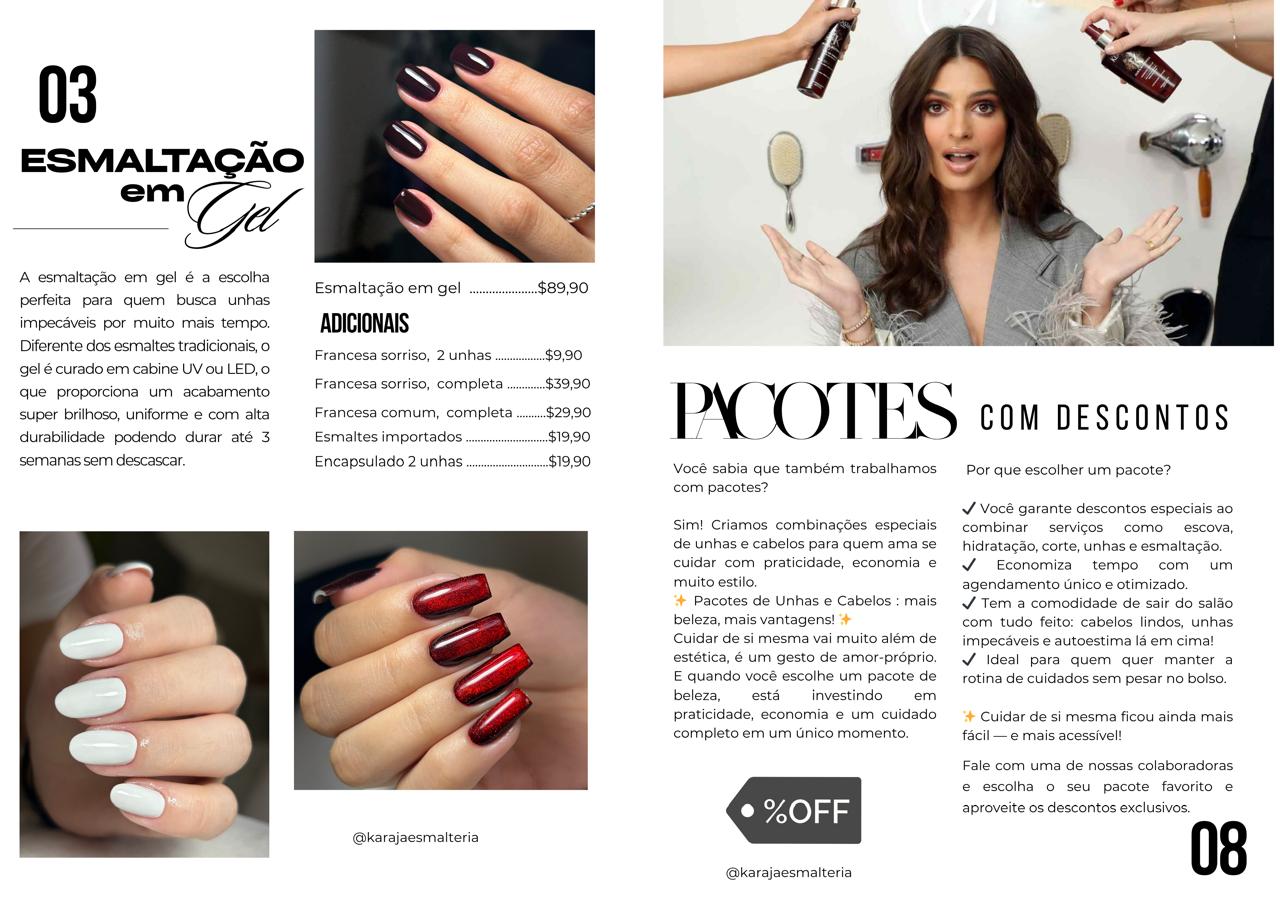 03
ESMALTAÇÃO
em Gel
A esmaltação em gel é a escolha
perfeita para quem busca unhas
impecáveis por muito mais tempo.
Diferente dos esmaltes tradicionais, o
gel é curado em cabine UV ou LED, o
que proporciona um acabamento
super brilhoso, uniforme e com alta
durabilidade podendo durar até 3
semanas sem descascar.
Esmaltação em gel .....................$89,90
ADICIONAIS
Francesa sorriso, 2 unhas .................$9,90
Francesa sorriso, completa .............$39,90
Francesa comum, completa ..........$29,90
Esmaltes importados ...........................$19,90
Encapsulado 2 unhas ...........................$19,90
@karajaesmalteria
PACOTES COM DESCONTOS
Você sabia que também trabalhamos
com pacotes?
Sim! Criamos combinações especiais
de unhas e cabelos para quem ama se
cuidar com praticidade, economia e
muito estilo.
✨ Pacotes de Unhas e Cabelos : mais
beleza, mais vantagens! ✨
Cuidar de si mesma vai muito além de
estética, é um gesto de amor-próprio.
E quando você escolhe um pacote de
beleza, está investindo em
praticidade, economia e um cuidado
completo em um único momento.
%OFF
@karajaesmalteria
Por que escolher um pacote?
✔ Você garante descontos especiais ao
combinar serviços como escova,
hidratação, corte, unhas e esmaltação.
✔ Economiza tempo com um
agendamento único e otimizado.
✔ Tem a comodidade de sair do salão
com tudo feito: cabelos lindos, unhas
impecáveis e autoestima lá em cima!
✔ Ideal para quem quer manter a
rotina de cuidados sem pesar no bolso.
✨ Cuidar de si mesma ficou ainda mais
fácil — e mais acessível!
Fale com uma de nossas colaboradoras
e escolha o seu pacote favorito e
aproveite os descontos exclusivos.
08